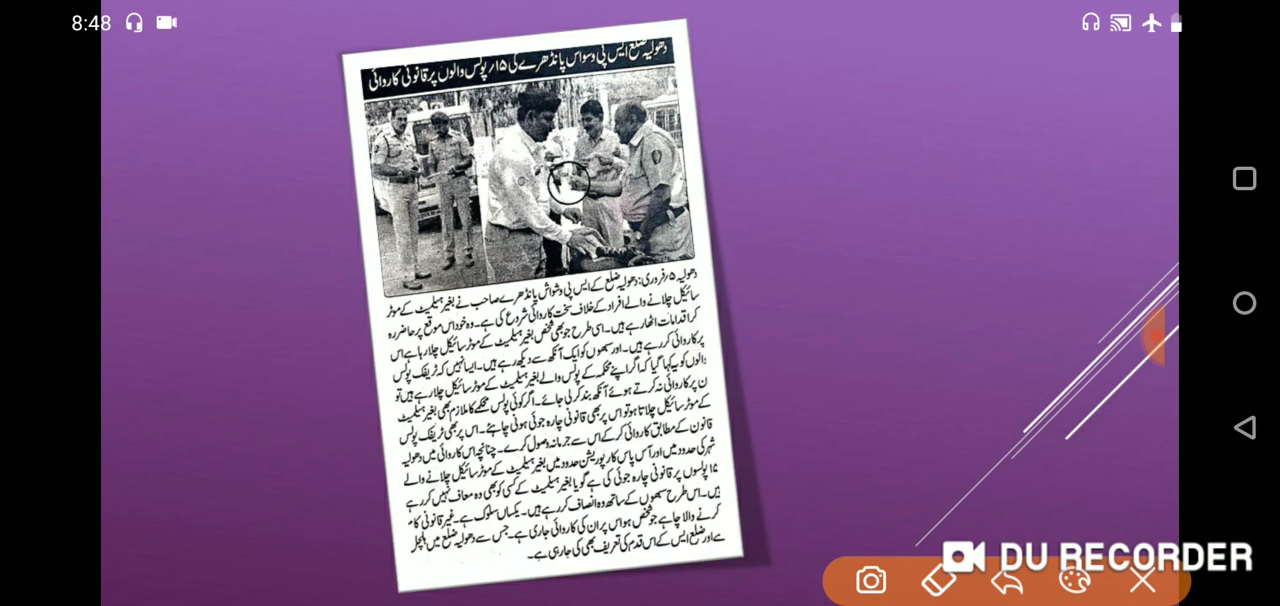 8:48
دھولیہ ضلع ایس پی وسواس پانڈھرے کی ۱۵؍ پولس والوں پر قانونی کاروائی
دھولیہ ۵؍فروری: دھولیہ ضلع کے ایس پی وشواش پانڈھرے صاحب نے بغیر ہیلمیٹ کے موٹر
سائیکل چلانے والے افراد کے خلاف سخت کاروائی شروع کی ہے۔ وہ خود اس موقع پر حاضر رہ
کر اقدامات اٹھا رہے ہیں۔ اسی طرح جو بھی شخص بغیر ہیلمیٹ کے موٹر سائیکل چلا رہا ہے اس
پر کاروائی کر رہے ہیں۔ اور سبھوں کو ایک آنکھ سے دیکھ رہے ہیں۔ ایسا نہیں کہ ٹریفک پولس
والوں کو یہ کہا گیا کہ اگر اپنے محکمہ کے پولس والے بغیر ہیلمیٹ کے موٹر سائیکل چلا رہے ہیں تو
ن پر کاروائی نہ کرتے ہوئے آنکھ بند کر لی جائے۔ اگر کوئی پولس محکمے کا ملازم بھی بغیر ہیلمیٹ
کے موٹر سائیکل چلاتا ہو تو اس پر بھی قانونی چارہ جوئی ہونی چاہئے۔ اس پر بھی ٹریفک پولس
قانون کے مطابق کاروائی کر کے اس سے جرمانہ وصول کرے۔ چنانچہ اس کاروائی میں دھولیہ
شہر کی حدود میں اور آس پاس کارپوریشن حدود میں بغیر ہیلمیٹ کے موٹر سائیکل چلانے والے
۱۵ پولسوں پر قانونی چارہ جوئی کی ہے گویا بغیر ہیلمیٹ کے کسی کو بھی وہ معاف نہیں کر رہے
ہیں۔ اس طرح سبھوں کے ساتھ وہ انصاف کر رہے ہیں۔ یکساں سلوک ہے۔ غیر قانونی کام
کرنے والا چاہے جو شخص ہو اس پر ان کی کاروائی جاری ہے۔ جس سے دھولیہ ضلع میں ہلچل
ہے اور ضلع ایس کے اس قدم کی تعریف بھی کی جا رہی ہے۔
DU RECORDER